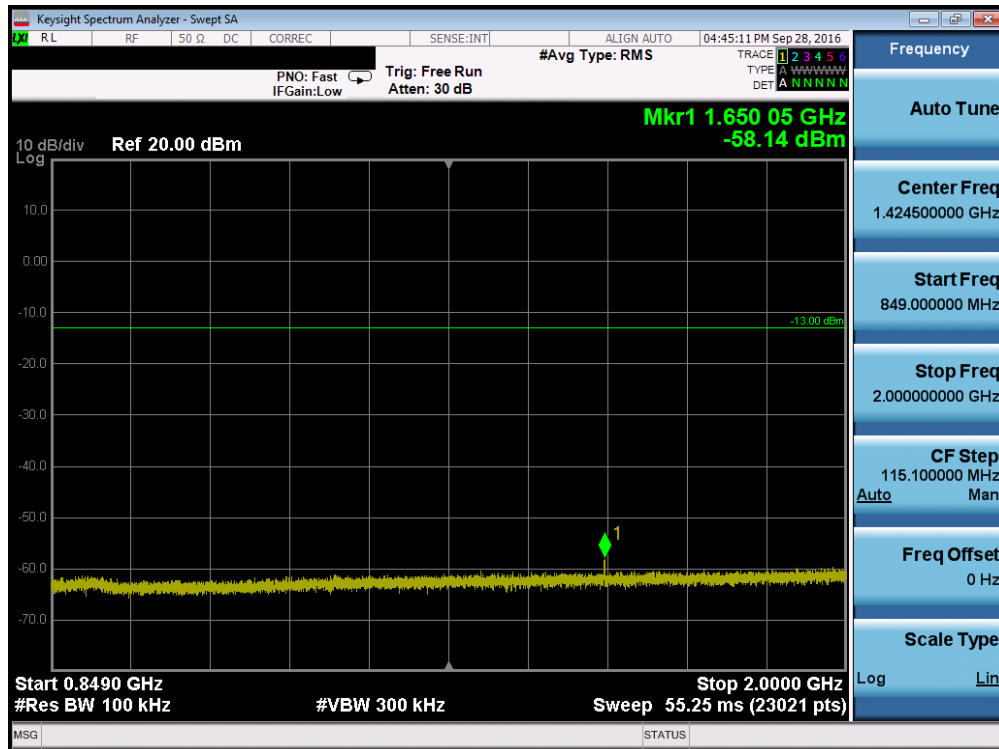 Keysight Spectrum Analyzer - Swept SA
LXI RL RF 50 Ω DC CORREC SENSE:INT ALIGN AUTO 04:45:11 PM Sep 28, 2016
Frequency
PNO: Fast Trig: Free Run #Avg Type: RMS TRACE 1 2 3 4 5 6
IFGain:Low Atten: 30 dB TYPE A WWWWW
DET A N N N N N
Mkr1 1.650 05 GHz
-58.14 dBm
10 dB/div Ref 20.00 dBm
Log
10.0
0.00
-10.0
-13.00 dBm
-20.0
-30.0
-40.0
-50.0
1
-60.0
-70.0
Start 0.8490 GHz Stop 2.0000 GHz
#Res BW 100 kHz #VBW 300 kHz Sweep 55.25 ms (23021 pts)
MSG STATUS
Auto Tune
Center Freq
1.424500000 GHz
Start Freq
849.000000 MHz
Stop Freq
2.000000000 GHz
CF Step
115.100000 MHz
Auto Man
Freq Offset
0 Hz
Scale Type
Log Lin